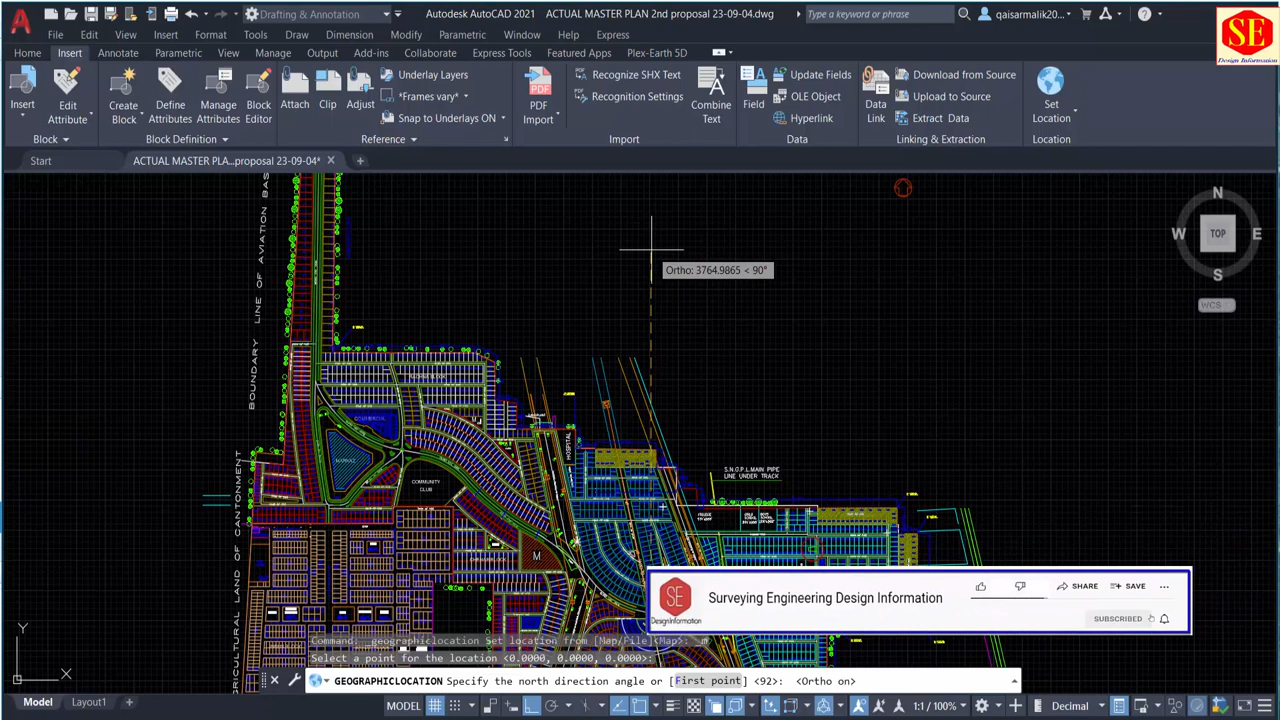 Drafting & Annotation
Autodesk AutoCAD 2021
ACTUAL MASTER PLAN 2nd proposal 23-09-04.dwg
Type a keyword or phrase
qaisarmalik20...
SE
Design Information
File
Edit
View
Insert
Format
Tools
Draw
Dimension
Modify
Parametric
Window
Help
Express
Home
Insert
Annotate
Parametric
View
Manage
Output
Add-ins
Collaborate
Express Tools
Featured Apps
Plex-Earth 5D
Insert
Edit
Attribute
Create
Block
Define
Attributes
Manage
Attributes
Block
Editor
Attach
Clip
Adjust
Underlay Layers
*Frames vary*
Snap to Underlays ON
PDF
Import
Recognize SHX Text
Recognition Settings
Combine
Text
Field
Update Fields
OLE Object
Hyperlink
Data
Link
Download from Source
Upload to Source
Extract Data
Set
Location
Block
Block Definition
Reference
Import
Data
Linking & Extraction
Location
Start
ACTUAL MASTER PLA...proposal 23-09-04*
N
W
TOP
E
S
WCS
Ortho: 3764.9865 < 90°
BOUNDARY LINE OF AVIATION BAS
HOSPITAL
COMMUNITY
CLUB
S.N.G.P.L MAIN PIPE
LINE UNDER TRACK
M
AGRICULTURAL LAND OF CANTONMENT
SE
Design Information
Surveying Engineering Design Information
SHARE
SAVE
SUBSCRIBED
Y
X
Command: _geographiclocation Set location from [Map/File]<Map>: _m
Select a point for the location <0.0000, 0.0000, 0.0000>:
GEOGRAPHICLOCATION Specify the north direction angle or [First point] <92>: <Ortho on>
Model
Layout1
MODEL
1:1 / 100%
Decimal